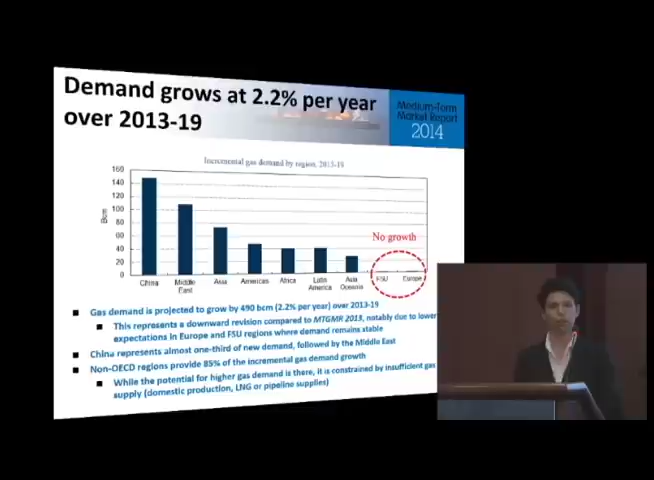 Demand grows at 2.2% per year
over 2013-19
Medium-Term
Market Report
2014
Incremental gas demand by region, 2013-19
Bcm
160
140
120
100
80
60
40
20
0
No growth
China
Middle
East
Asia
Americas
Africa
Latin
America
Asia
Oceania
FSU
Europe
■ Gas demand is projected to grow by 490 bcm (2.2% per year) over 2013-19
■ This represents a downward revision compared to MTGMR 2013, notably due to lower
expectations in Europe and FSU regions where demand remains stable
■ China represents almost one-third of new demand, followed by the Middle East
■ Non-OECD regions provide 85% of the incremental gas demand growth
■ While the potential for higher gas demand is there, it is constrained by insufficient gas
supply (domestic production, LNG or pipeline supplies)